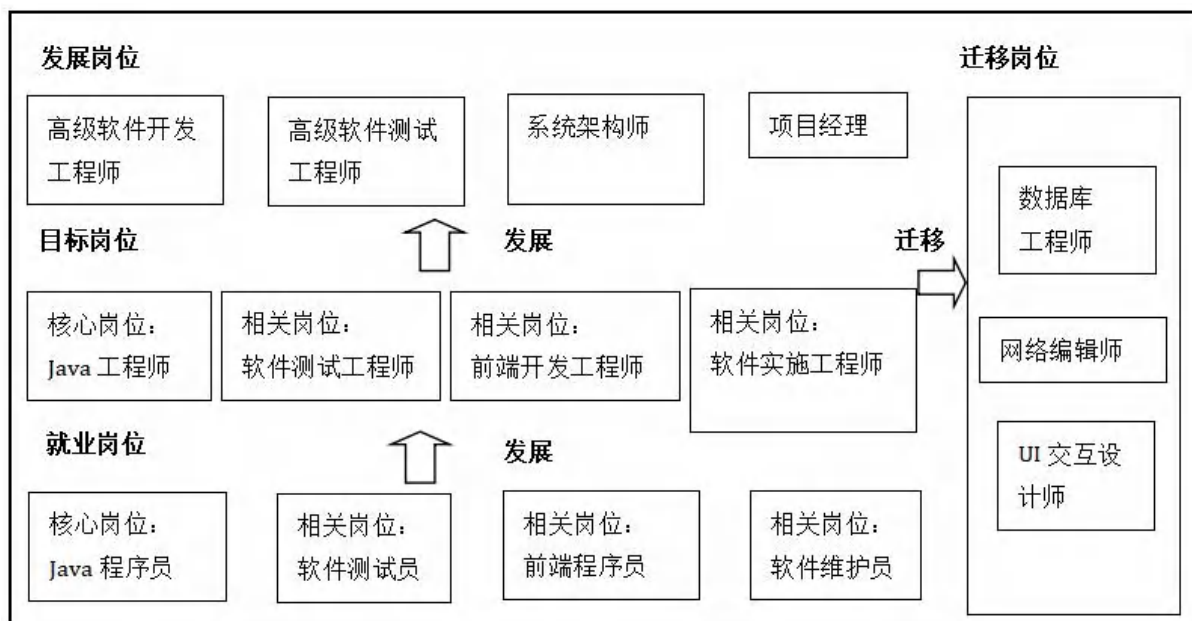 发展岗位
迁移岗位
高级软件开发
工程师
高级软件测试
工程师
系统架构师
项目经理
数据库
工程师
目标岗位
发展
迁移
核心岗位：
Java 工程师
相关岗位：
软件测试工程师
相关岗位：
前端开发工程师
相关岗位：
软件实施工程师
网络编辑师
就业岗位
发展
UI 交互设
计师
核心岗位：
Java 程序员
相关岗位：
软件测试员
相关岗位：
前端程序员
相关岗位：
软件维护员